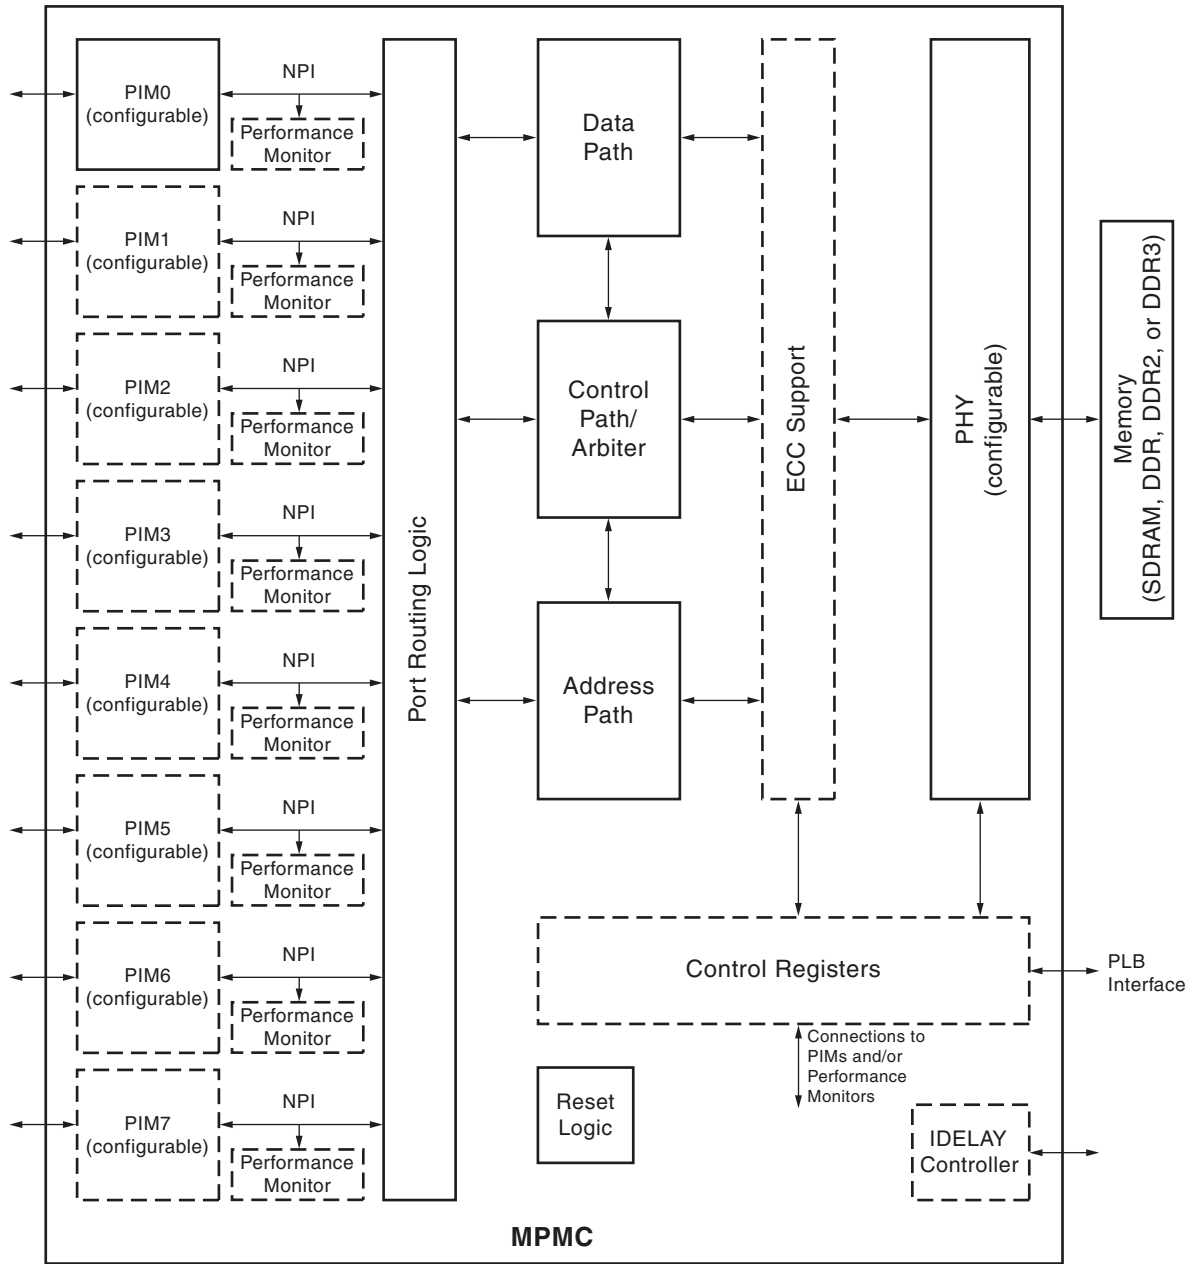 PIM0
(configurable)
NPI
Performance
Monitor
PIM1
(configurable)
NPI
Performance
Monitor
PIM2
(configurable)
NPI
Performance
Monitor
PIM3
(configurable)
NPI
Performance
Monitor
PIM4
(configurable)
NPI
Performance
Monitor
PIM5
(configurable)
NPI
Performance
Monitor
PIM6
(configurable)
NPI
Performance
Monitor
PIM7
(configurable)
NPI
Performance
Monitor
Port Routing Logic
Data
Path
Control
Path/
Arbiter
Address
Path
ECC Support
PHY
(configurable)
Memory
(SDRAM, DDR, DDR2, or DDR3)
Control Registers
PLB
Interface
Connections to
PIMs and/or
Performance
Monitors
Reset
Logic
IDELAY
Controller
MPMC